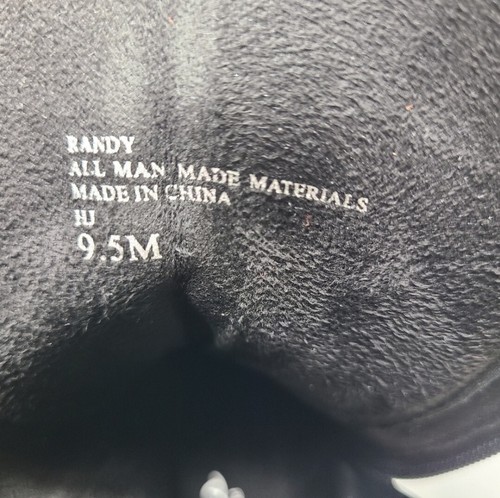 RANDY
ALL MAN MADE MATERIALS
MADE IN CHINA
HJ
9.5M